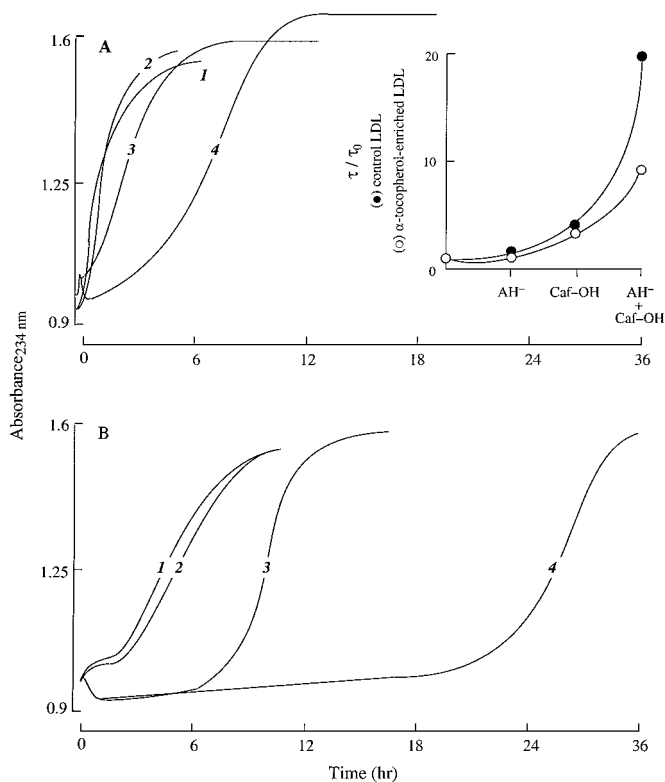 A
1.6
1.25
0.9
0
6
12
18
24
30
36
2
1
3
4
20
10
0
τ / τ0
(●) control LDL
(○) α-tocopherol-enriched LDL
AH−
Caf–OH
AH−
+
Caf–OH
Absorbance234 nm
B
1.6
1.25
0.9
1
2
3
4
0
6
12
18
24
30
36
Time (hr)